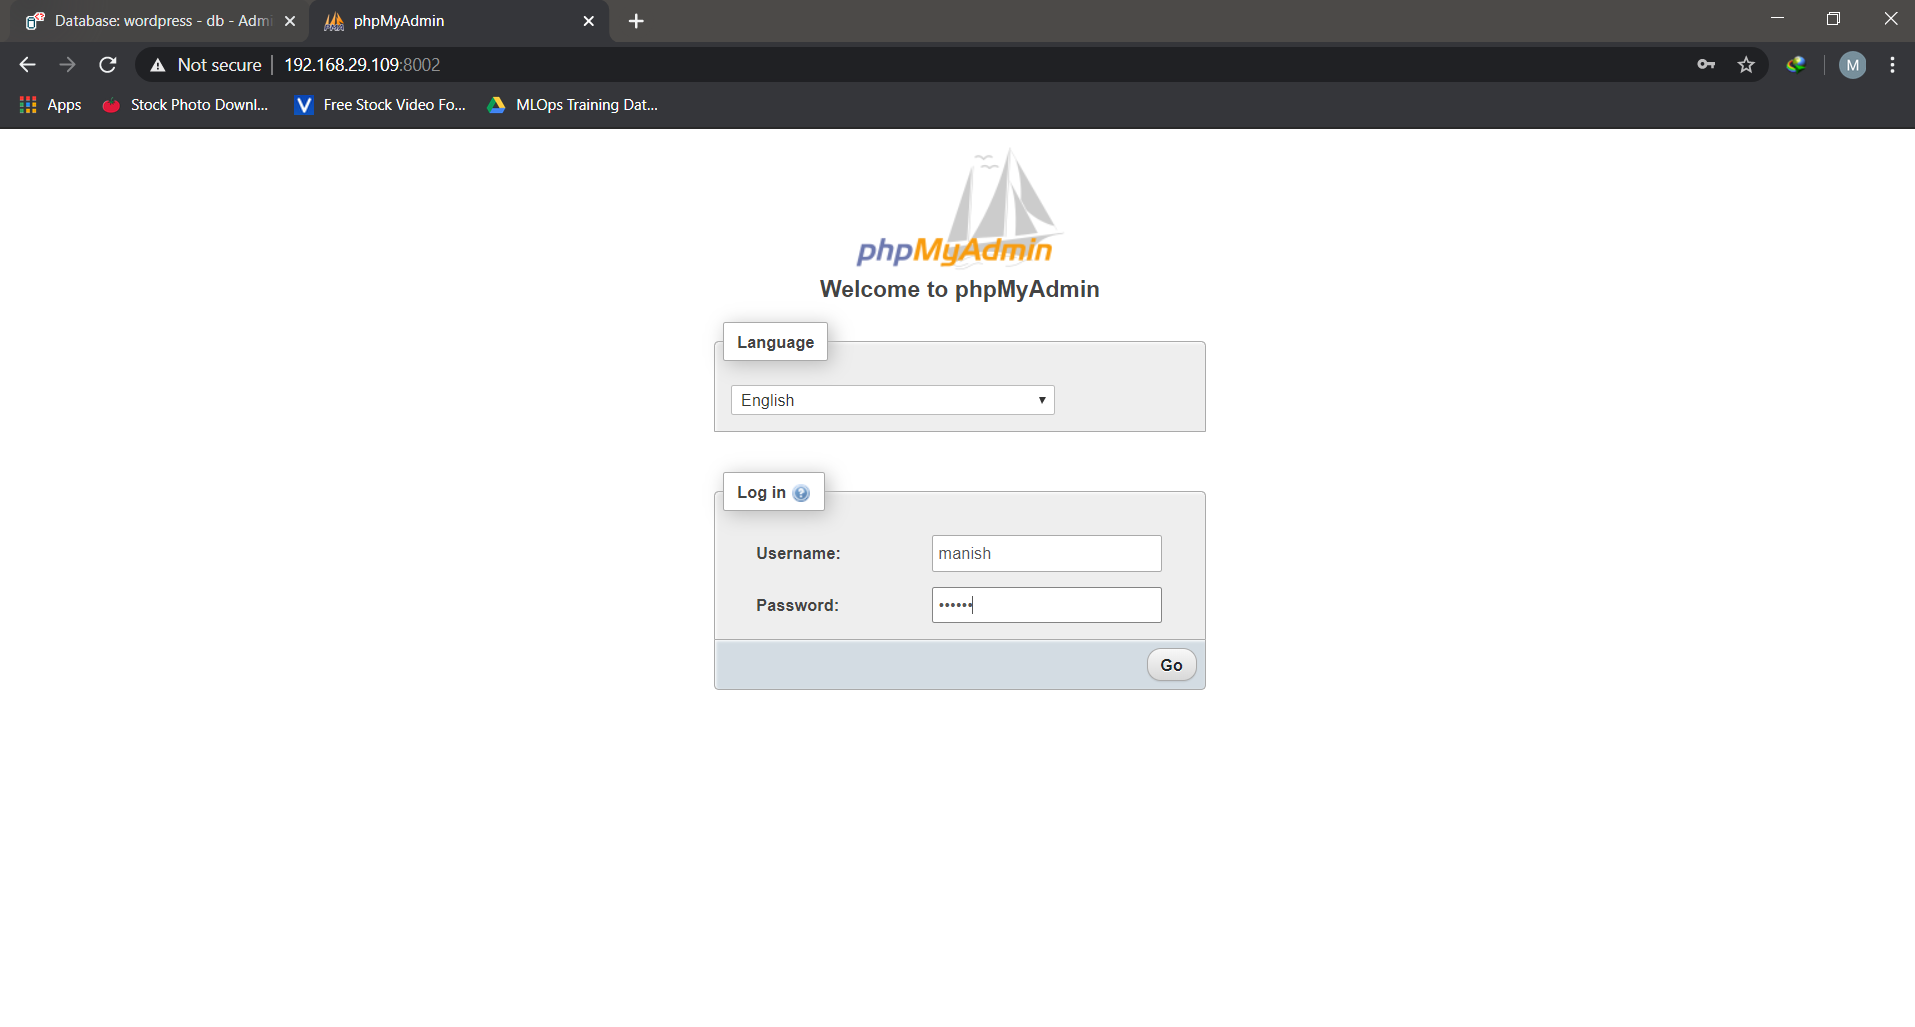 Database: wordpress - db - Adm
phpMyAdmin
Not secure 192.168.29.109:8002
M
Apps Stock Photo Downl... V Free Stock Video Fo... MLOps Training Dat...
phpMyAdmin
Welcome to phpMyAdmin
Language
English
Log in
Username: manish
Password: ••••••
Go